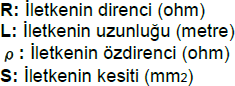 R: İletkenin direnci (ohm)
L: İletkenin uzunluğu (metre)
ρ : İletkenin özdirenci (ohm)
S: İletkenin kesiti (mm2)